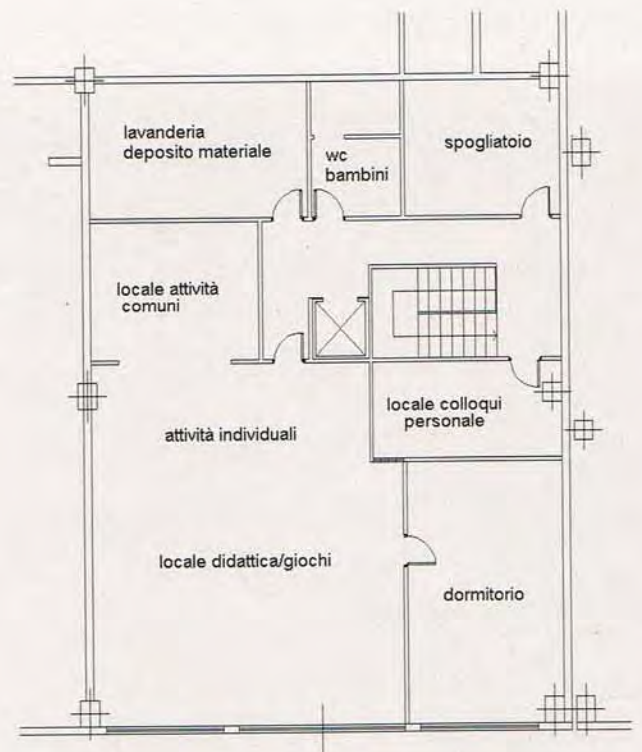 lavanderia
deposito materiale
wc
bambini
spogliatoio
locale attività
comuni
locale colloqui
personale
attività individuali
locale didattica/giochi
dormitorio